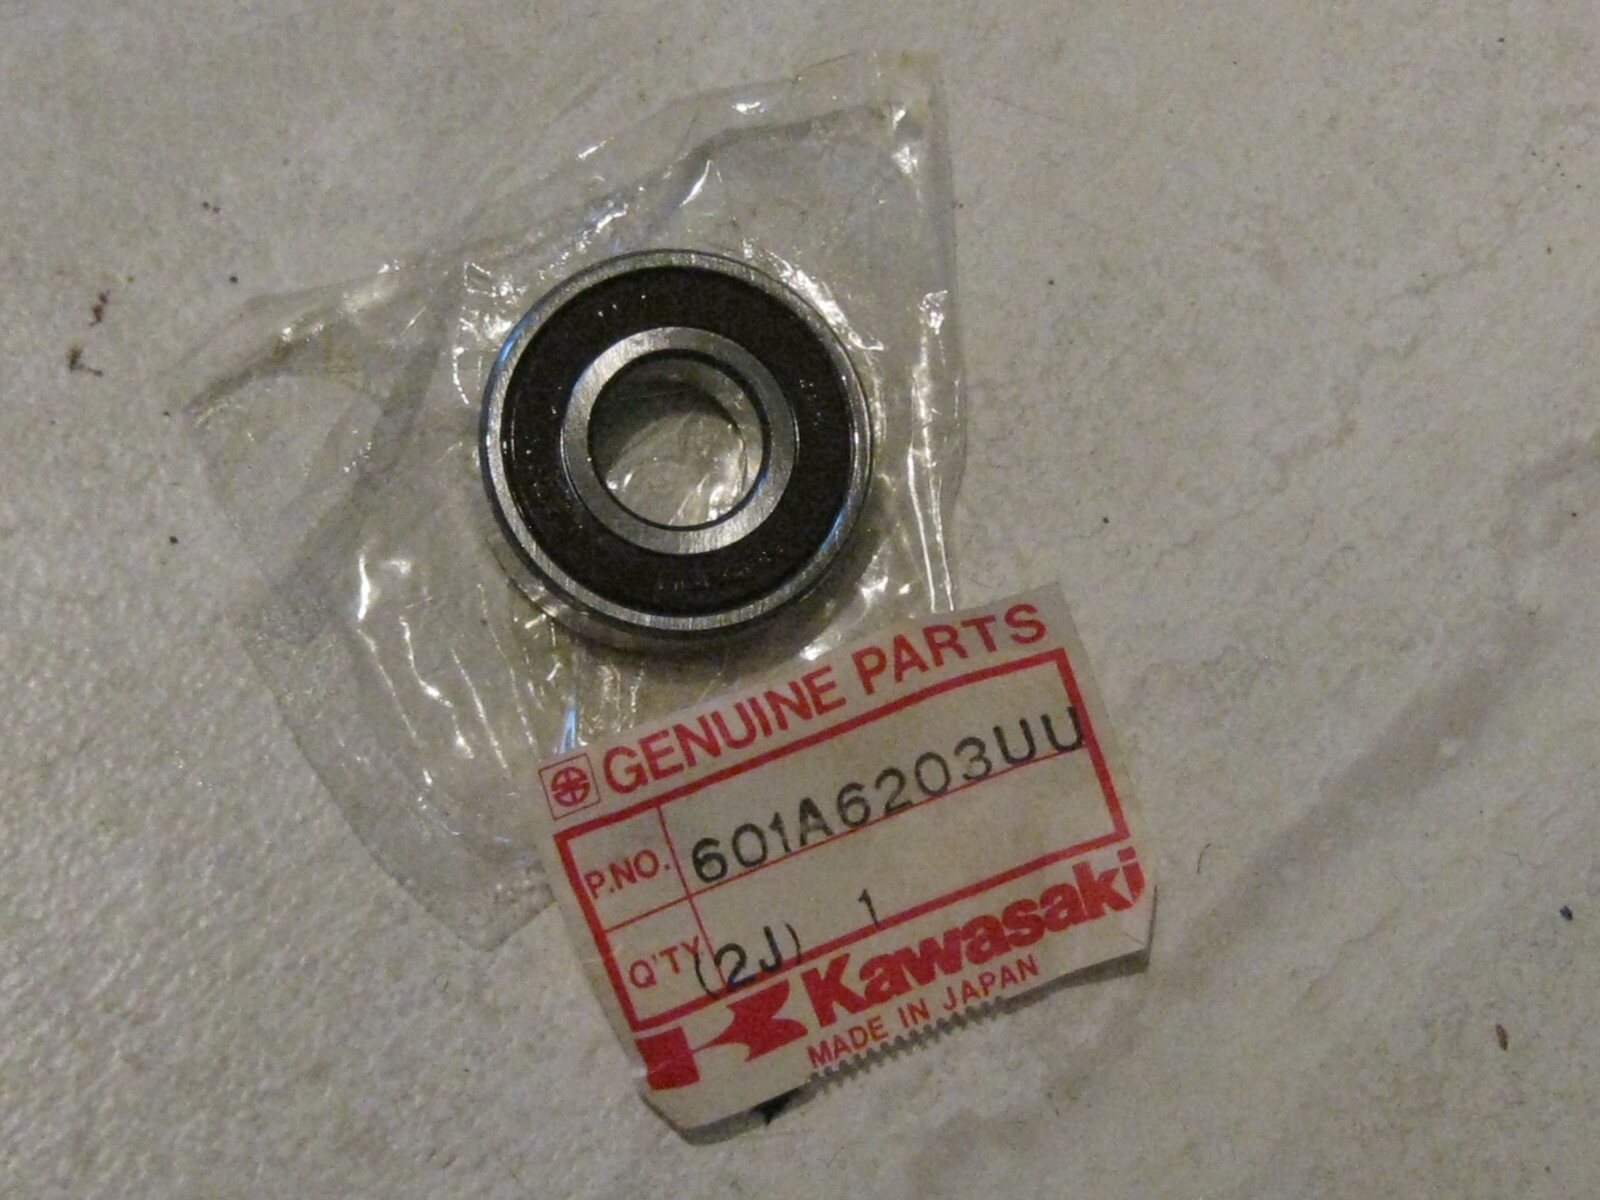 GENUINE PARTS
P.NO. 601A6203UU
Q'TY (2J) 1
Kawasaki
MADE IN JAPAN